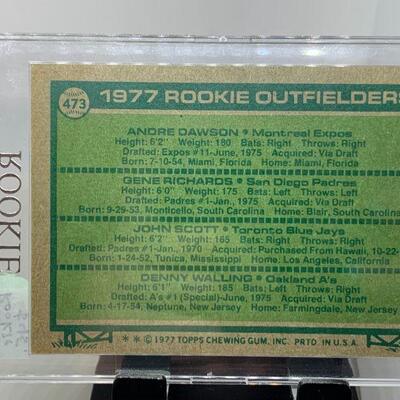 473 1977 ROOKIE OUTFIELDERS
ANDRE DAWSON • Montreal Expos
Height: 6'2" Weight: 180 Bats: Right Throws: Right
Drafted: Expos #11-June, 1975 Acquired: Via Draft
Born: 7-10-54, Miami, Florida Home: Miami, Florida
GENE RICHARDS • San Diego Padres
Height: 6' Weight: 175 Bats: Left Throws: Left
Drafted: Padres #1-Jan., 1975 Acquired: Via Draft
Born: 9-29-53, Monticello, South Carolina Home: Blair, South Carolina
JOHN SCOTT • Toronto Blue Jays
Height: 6'2" Weight: 165 Bats: Right Throws: Right
Drafted: Padres #1-Jan., 1970 Acquired: Purchased From Hawaii, 10-22-
Born: 1-24-52, Tunica, Mississippi Home: Los Angeles, California
DENNY WALLING • Oakland A's
Height: 6'1" Weight: 185 Bats: Left Throws: Right
Drafted: A's #1 (Special)-June, 1975 Acquired: Via Draft
Born: 4-17-54, Neptune, New Jersey Home: Farmingdale, New Jersey
** © 1977 TOPPS CHEWING GUM, INC. PRTD. IN U.S.A.
ROOKIE